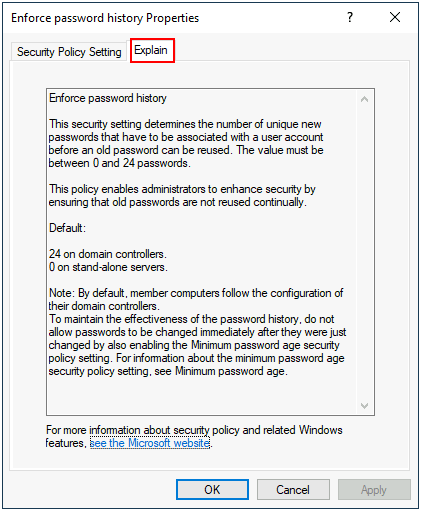 Enforce password history Properties
Security Policy Setting
Explain
Enforce password history
This security setting determines the number of unique new
passwords that have to be associated with a user account
before an old password can be reused. The value must be
between 0 and 24 passwords.
This policy enables administrators to enhance security by
ensuring that old passwords are not reused continually.
Default:
24 on domain controllers.
0 on stand-alone servers.
Note: By default, member computers follow the configuration of
their domain controllers.
To maintain the effectiveness of the password history, do not
allow passwords to be changed immediately after they were just
changed by also enabling the Minimum password age security
policy setting. For information about the minimum password age
security policy setting, see Minimum password age.
For more information about security policy and related Windows
features, see the Microsoft website.
OK
Cancel
Apply